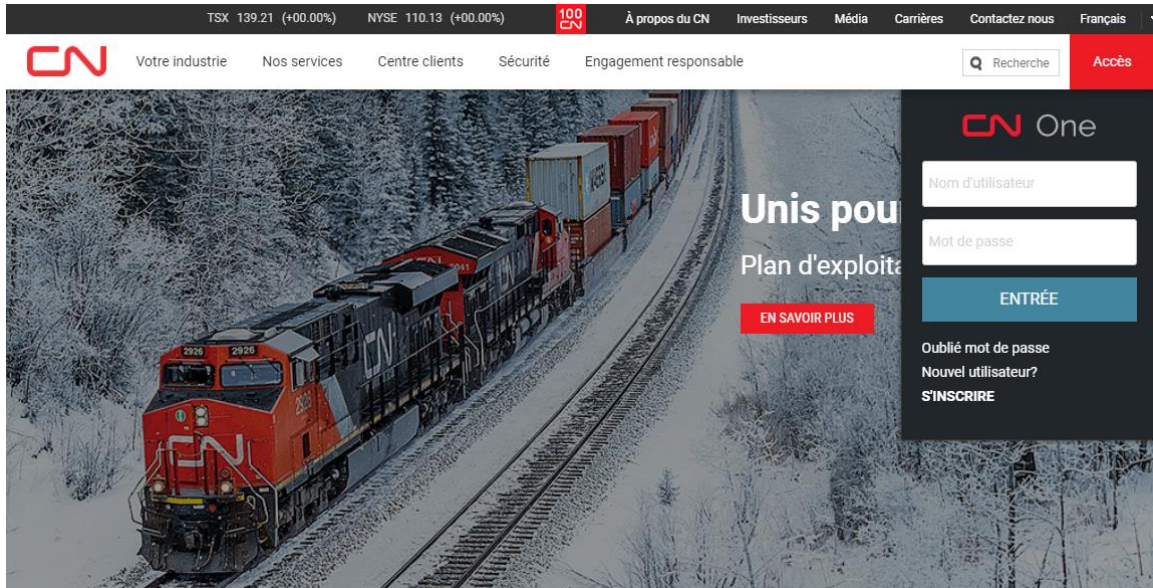 TSX 139.21 (+00.00%) NYSE 110.13 (+00.00%) 100 CN À propos du CN Investisseurs Média Carrières Contactez nous Français
CN Votre industrie Nos services Centre clients Sécurité Engagement responsable Recherche Accès
CN One
Nom d'utilisateur
Mot de passe
ENTRÉE
Oublié mot de passe
Nouvel utilisateur?
S'INSCRIRE
Unis pou
Plan d'exploita
EN SAVOIR PLUS
2926 2926
CN
CN